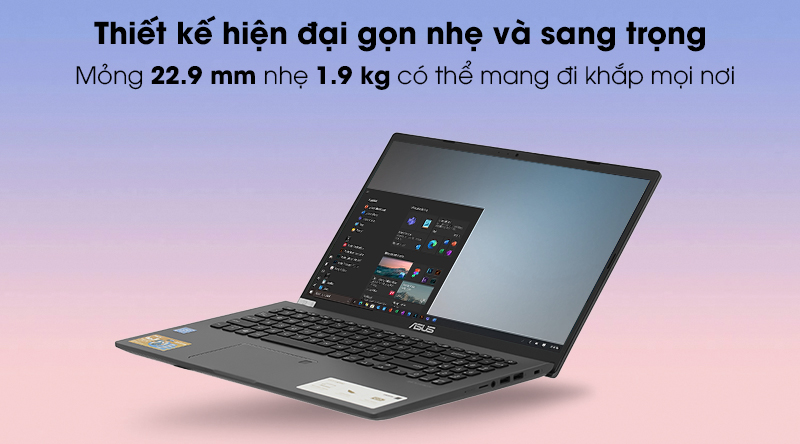 Thiết kế hiện đại gọn nhẹ và sang trọng
Mỏng 22.9 mm nhẹ 1.9 kg có thể mang đi khắp mọi nơi
ASUS